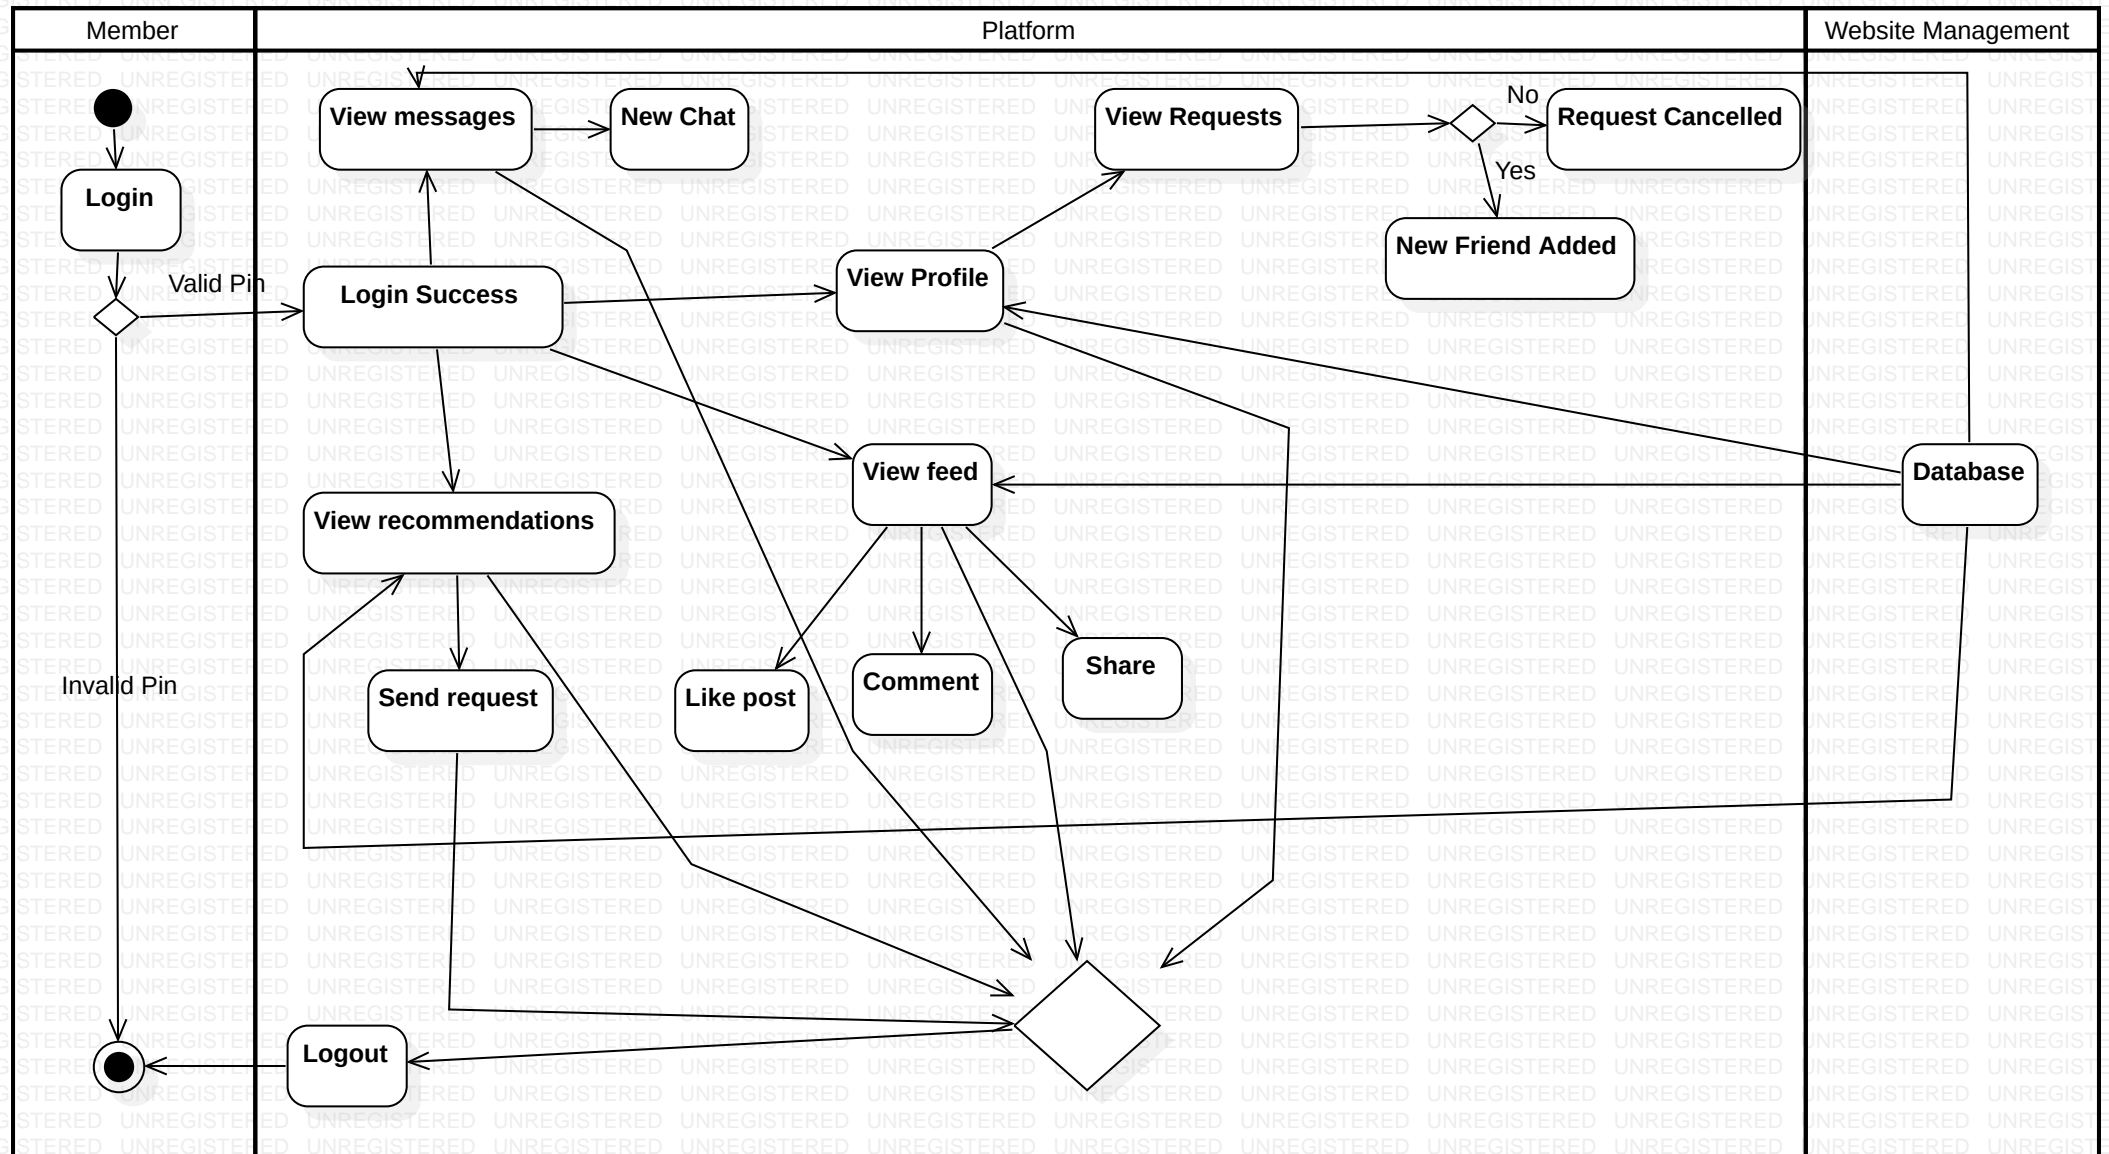 Member
Platform
Website Management
View messages
New Chat
View Requests
No
Request Cancelled
Yes
Login
New Friend Added
Valid Pin
Login Success
View Profile
View feed
Database
View recommendations
Invalid Pin
Send request
Like post
Comment
Share
Logout
UNREGISTERED